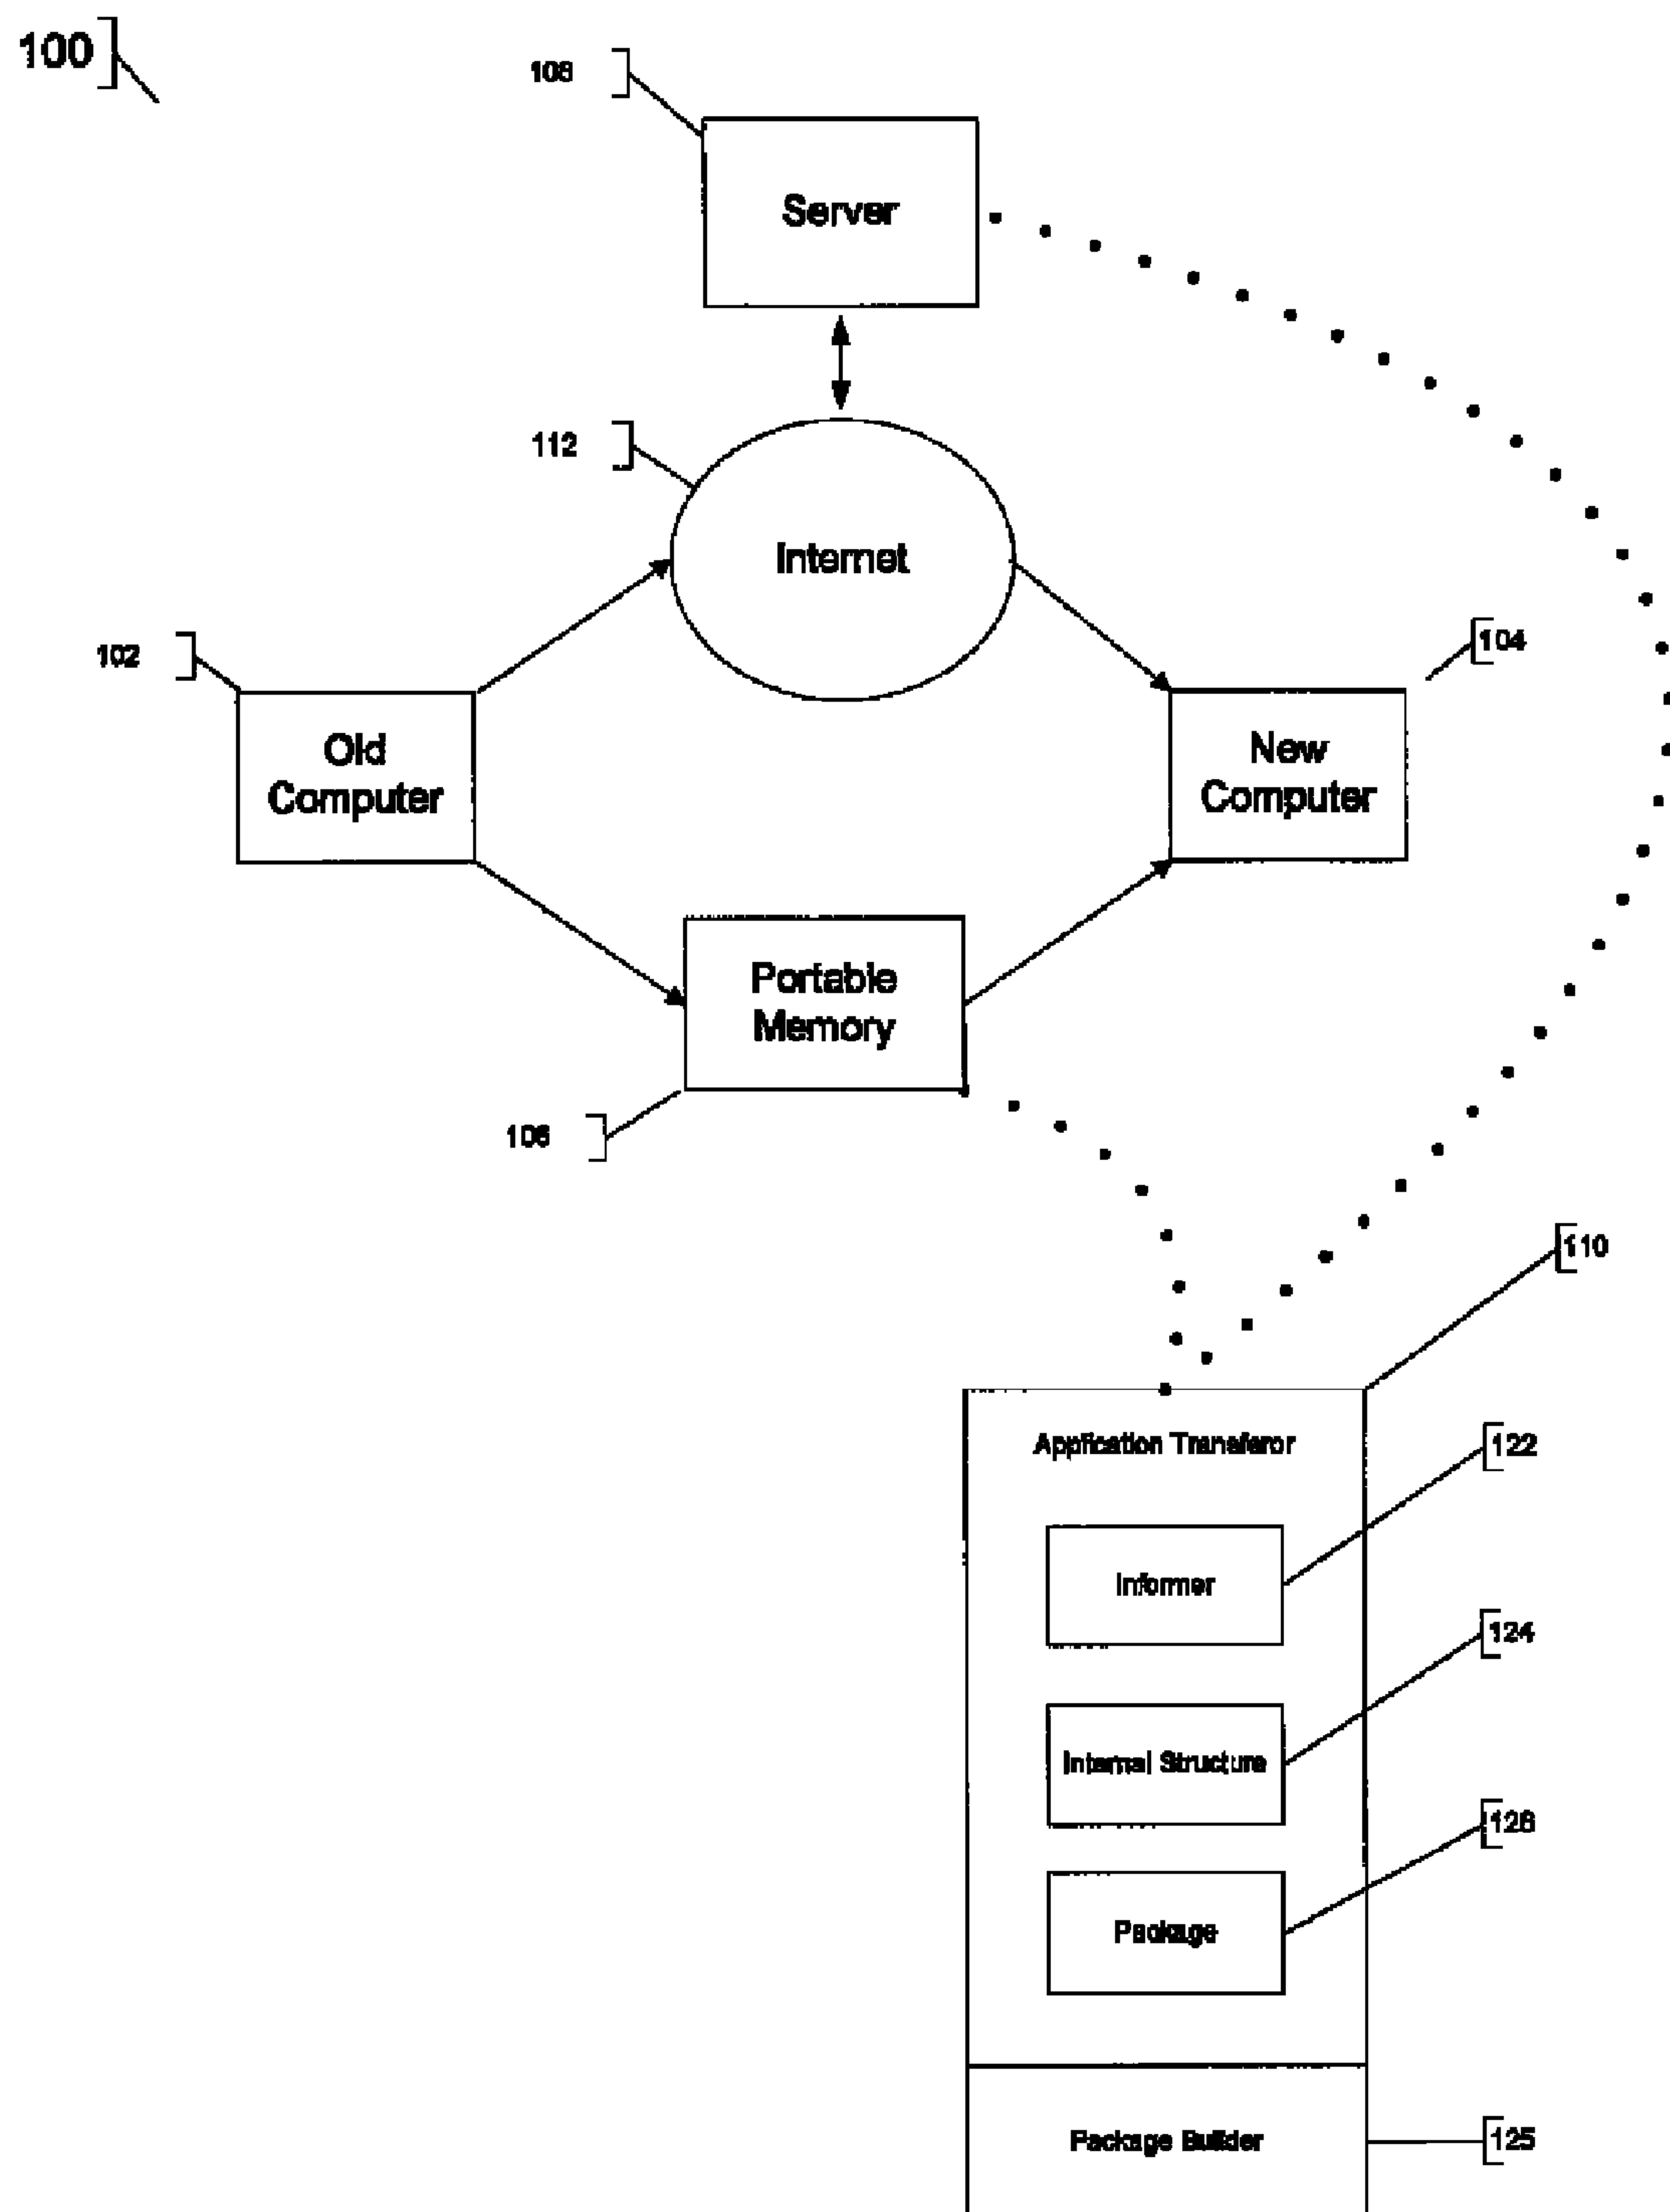 100
108
Server
112
Internet
102
104
Old
Computer
New
Computer
Portable
Memory
106
110
Application Transferor
122
Informer
124
Internal Structure
126
Package
Package Builder
125